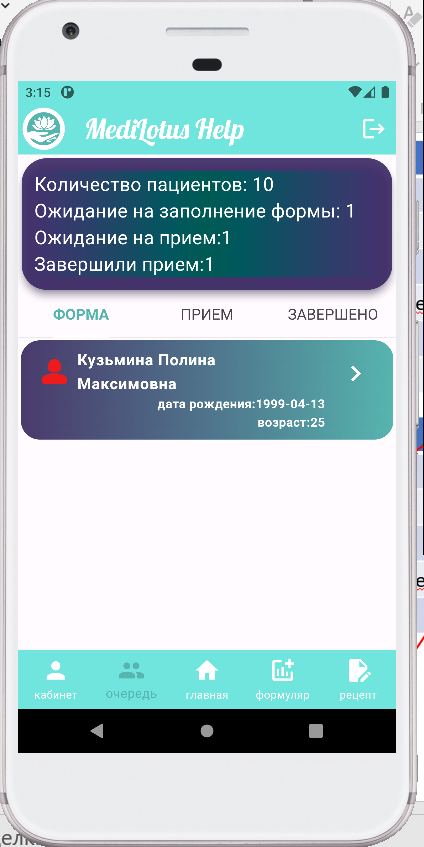 3:15
MediLotus Help
Количество пациентов: 10
Ожидание на заполнение формы: 1
Ожидание на прием:1
Завершили прием:1
ФОРМА ПРИЕМ ЗАВЕРШЕНО
Кузьмина Полина
Максимовна
дата рождения:1999-04-13
возраст:25
кабинет очередь главная формуляр рецепт